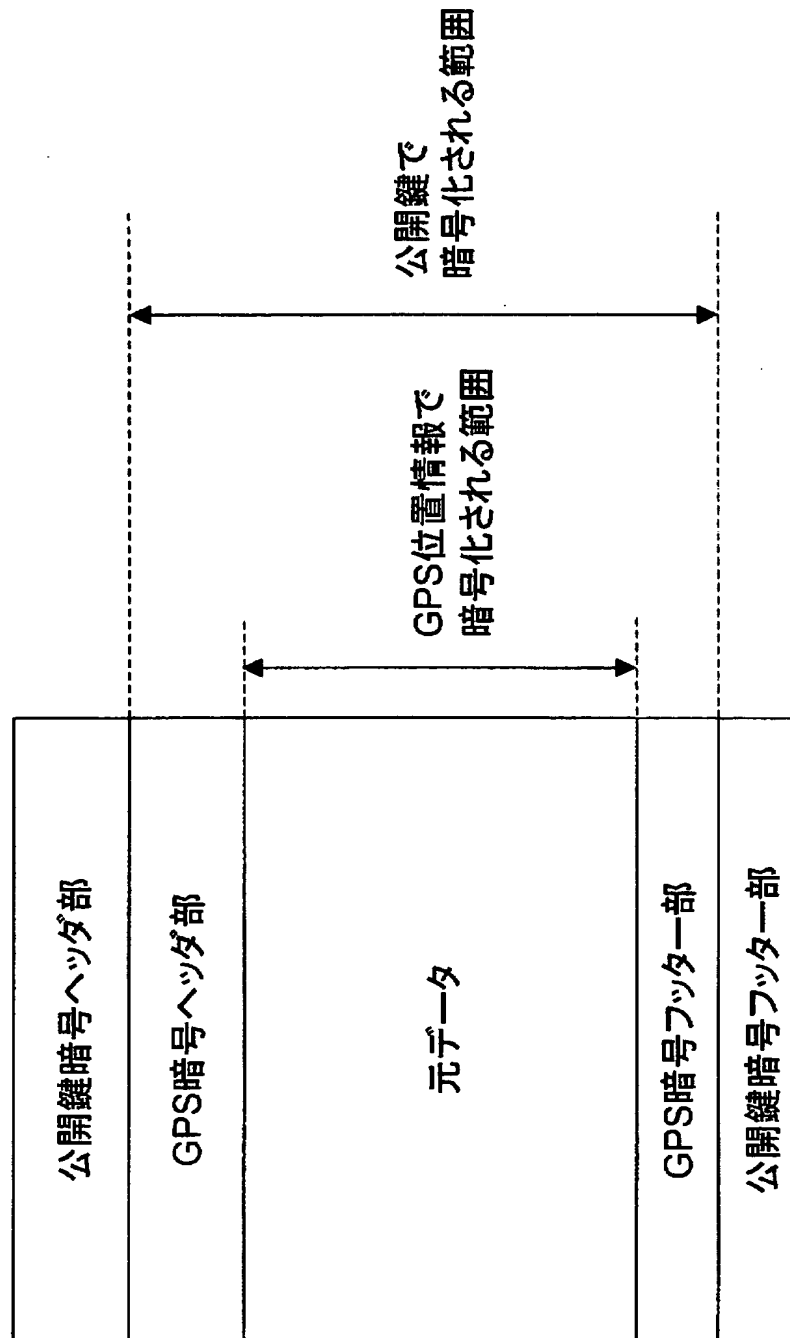 公開鍵暗号ヘッダ部
GPS暗号ヘッダ部
元データ
GPS暗号フッター部
公開鍵暗号フッター部
GPS位置情報で
暗号化される範囲
公開鍵で
暗号化される範囲